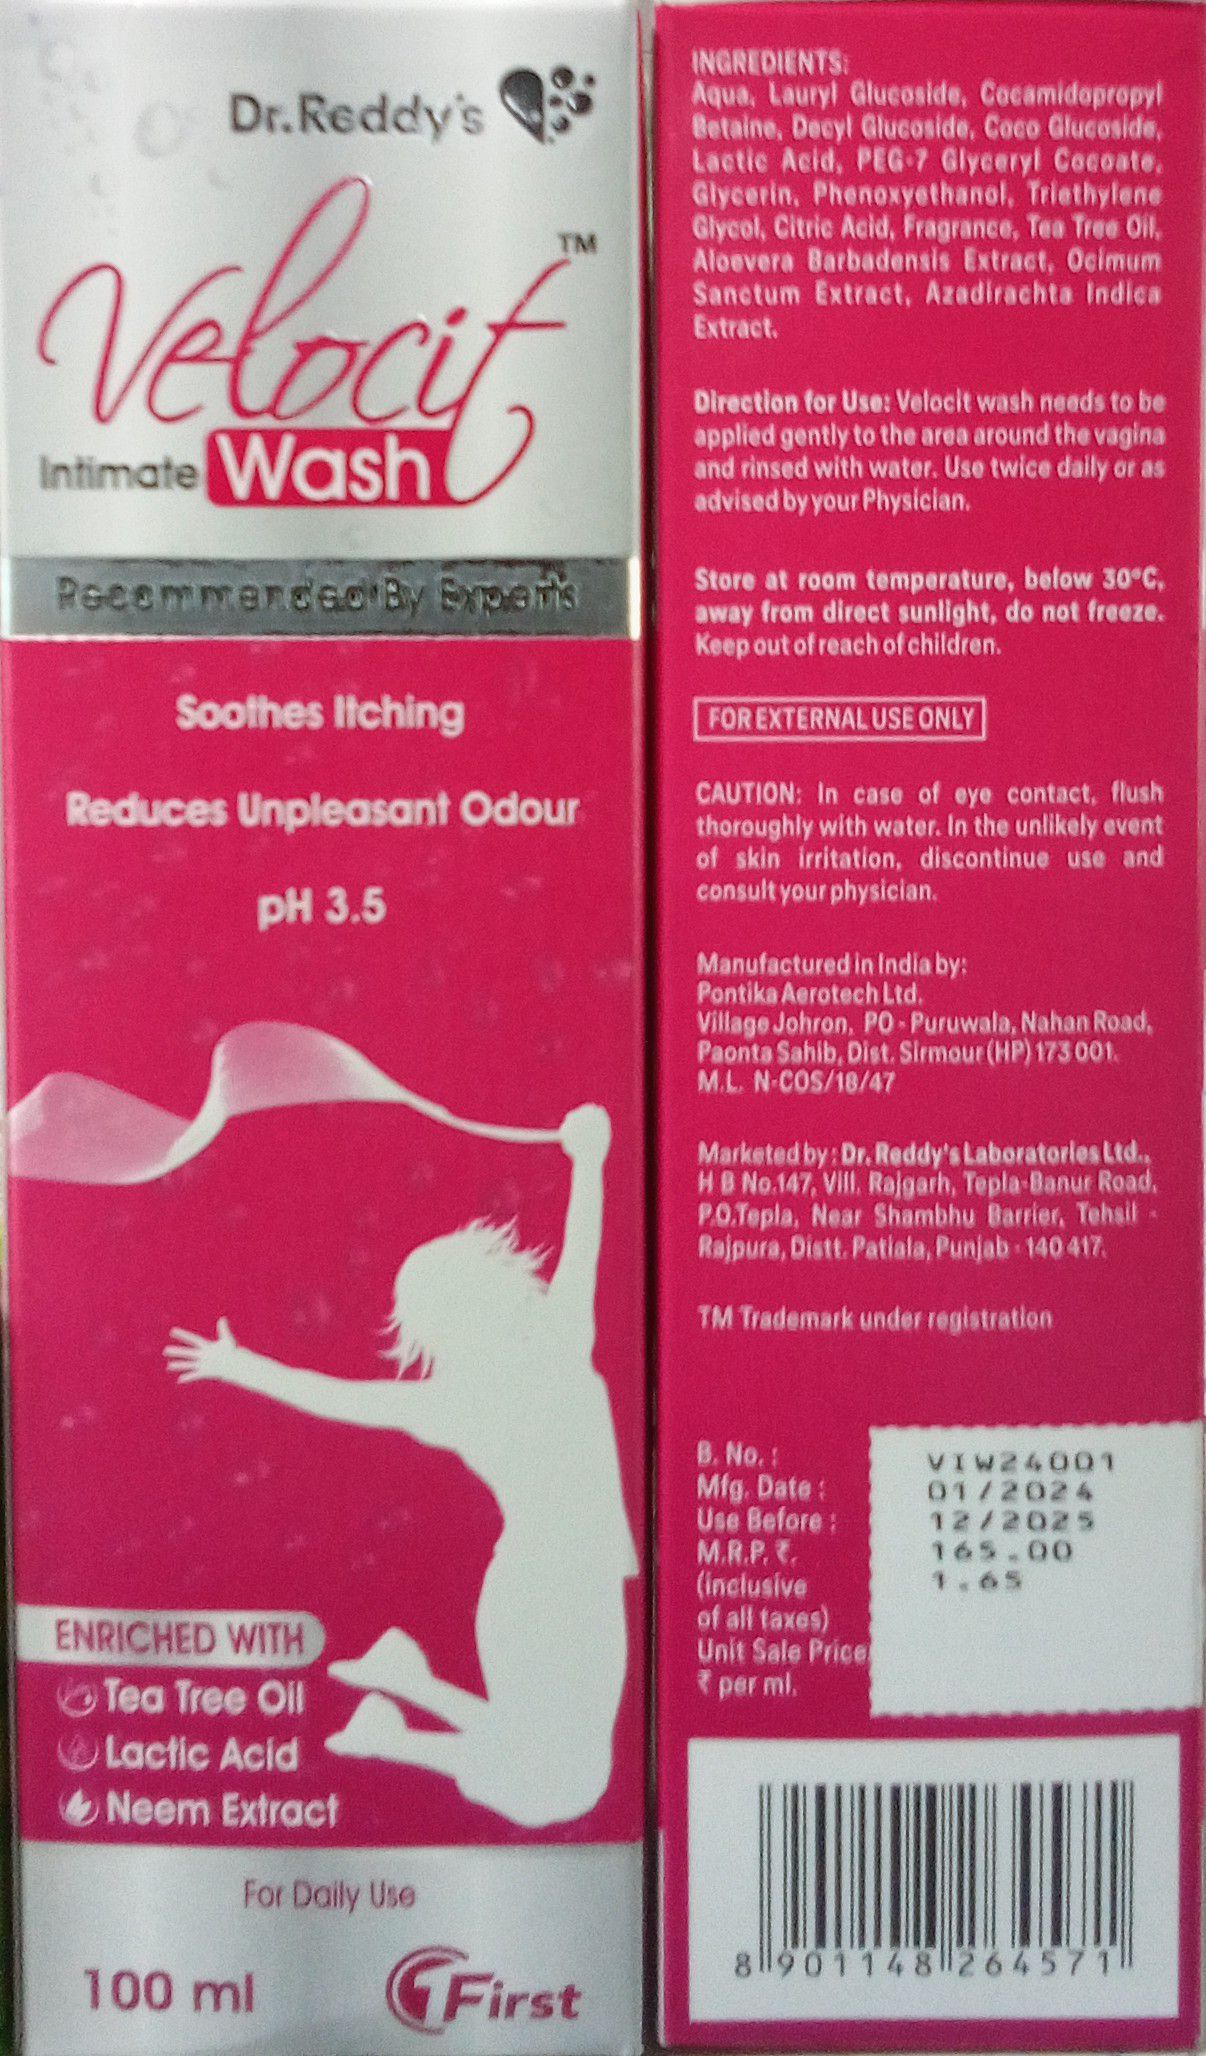 Dr.Reddy's
Velocit
TM
Intimate Wash
Recommended By Experts
Soothes Itching
Reduces Unpleasant Odour
pH 3.5
ENRICHED WITH
Tea Tree Oil
Lactic Acid
Neem Extract
For Daily Use
100 ml
First
INGREDIENTS:
Aqua, Lauryl Glucoside, Cocamidopropyl
Betaine, Decyl Glucoside, Coco Glucoside,
Lactic Acid, PEG-7 Glyceryl Cocoate,
Glycerin, Phenoxyethanol, Triethylene
Glycol, Citric Acid, Fragrance, Tea Tree Oil,
Aloevera Barbadensis Extract, Ocimum
Sanctum Extract, Azadirachta Indica
Extract.
Direction for Use: Velocit wash needs to be
applied gently to the area around the vagina
and rinsed with water. Use twice daily or as
advised by your Physician.
Store at room temperature, below 30°C,
away from direct sunlight, do not freeze.
Keep out of reach of children.
FOR EXTERNAL USE ONLY
CAUTION: In case of eye contact, flush
thoroughly with water. In the unlikely event
of skin irritation, discontinue use and
consult your physician.
Manufactured in India by:
Pontika Aerotech Ltd.
Village Johron, PO - Puruwala, Nahan Road,
Paonta Sahib, Dist. Sirmour (HP) 173 001.
M.L. N-COS/18/47
Marketed by : Dr. Reddy's Laboratories Ltd.,
H B No.147, Vill. Rajgarh, Tepla-Banur Road,
P.O.Tepla, Near Shambhu Barrier, Tehsil -
Rajpura, Distt. Patiala, Punjab - 140 417.
TM Trademark under registration
B. No. : VIW24001
Mfg. Date : 01/2024
Use Before : 12/2025
M.R.P. ₹. 165.00
(inclusive 1.65
of all taxes)
Unit Sale Price
₹ per ml.
8 901148 264571